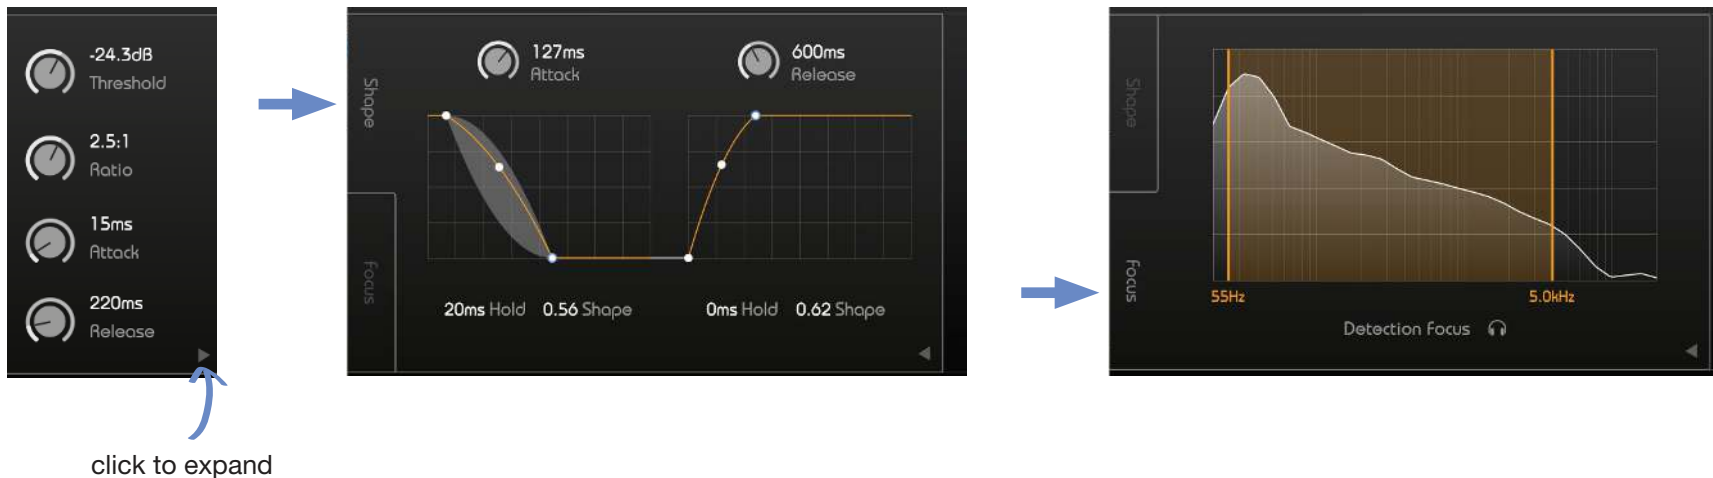 -24.3dB
Threshold
2.5:1
Ratio
15ms
Attack
220ms
Release
click to expand
Shape
Focus
127ms
Attack
600ms
Release
20ms Hold 0.56 Shape
0ms Hold 0.62 Shape
Shape
Focus
55Hz
5.0kHz
Detection Focus